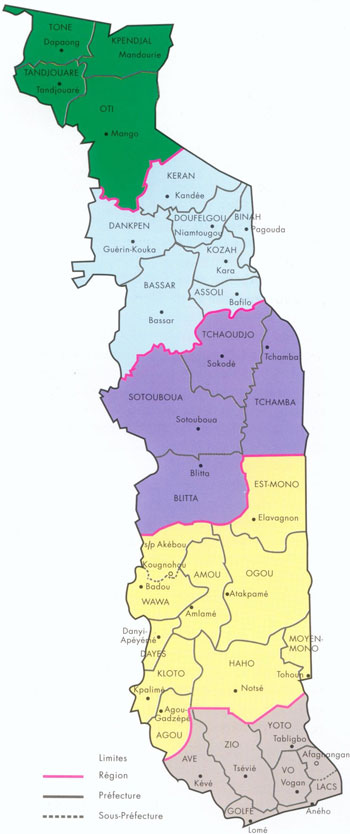 TONE
Dapaong
KPENDJAL
Mandourie
TANDJOUARE
Tandjouaré
OTI
Mango
KERAN
Kandée
DOUFELGOU
BINAH
DANKPEN
Niamtougou
Pagouda
Guérin-Kouka
KOZAH
Kara
BASSAR
ASSOLI
Bafilo
Bassar
TCHAOUDJO
Tchamba
Sokodé
SOTOUBOUA
TCHAMBA
Sotouboua
Blitta
BLITTA
EST-MONO
Elavagnon
s/p Akébou
Kougnohou
AMOU
OGOU
Badou
WAWA
Atakpamé
Amlamé
Danyi-
Apéyémé
MOYEN-
MONO
DAYES
KLOTO
HAHO
Tohoun
Kpalimé
Notsé
Agou-
Gadzépé
AGOU
YOTO
AVE
ZIO
Tabligbo
Afagnangan
Tsévié
VO
Kévé
Vogan
LACS
GOLFE
Aného
Lomé
Limites
Région
Préfecture
Sous-Préfecture